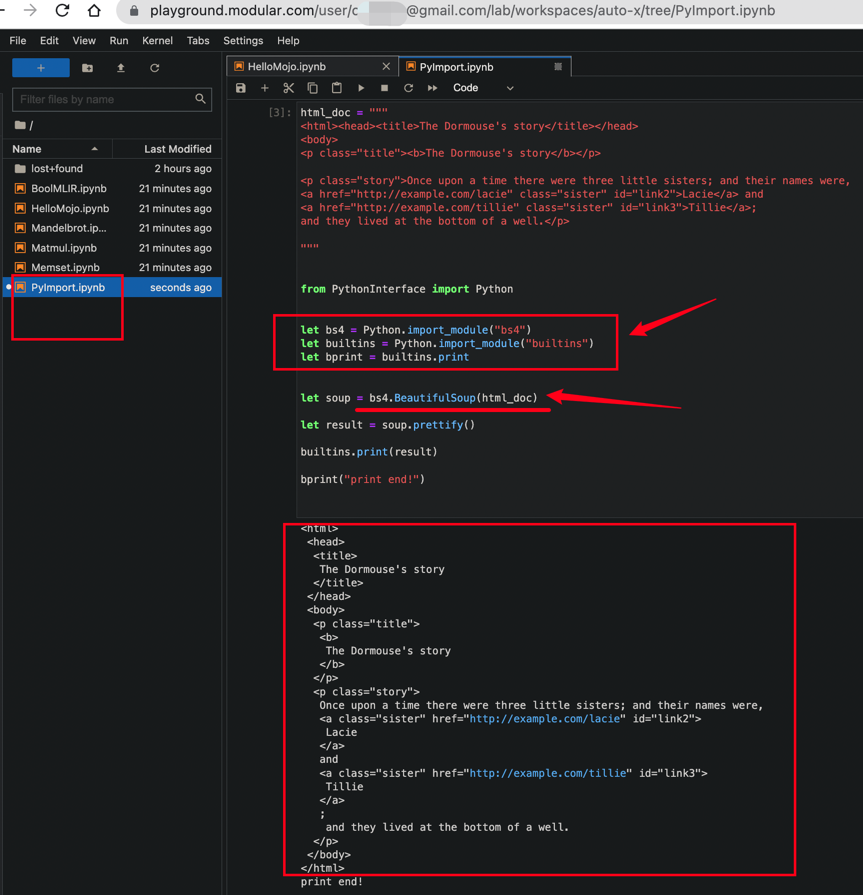 playground.modular.com/user/c @gmail.com/lab/workspaces/auto-x/tree/PyImport.ipynb
File Edit View Run Kernel Tabs Settings Help
+
HelloMojo.ipynb
PyImport.ipynb
Code
Filter files by name
/
Name Last Modified
lost+found 2 hours ago
BoolMLIR.ipynb 21 minutes ago
HelloMojo.ipynb 21 minutes ago
Mandelbrot.ip... 21 minutes ago
Matmul.ipynb 21 minutes ago
Memset.ipynb 21 minutes ago
PyImport.ipynb seconds ago
[3]: html_doc = """
<html><head><title>The Dormouse's story</title></head>
<body>
<p class="title"><b>The Dormouse's story</b></p>
<p class="story">Once upon a time there were three little sisters; and their names were,
<a href="http://example.com/lacie" class="sister" id="link2">Lacie</a> and
<a href="http://example.com/tillie" class="sister" id="link3">Tillie</a>;
and they lived at the bottom of a well.</p>
"""
from PythonInterface import Python
let bs4 = Python.import_module("bs4")
let builtins = Python.import_module("builtins")
let bprint = builtins.print
let soup = bs4.BeautifulSoup(html_doc)
let result = soup.prettify()
builtins.print(result)
bprint("print end!")
<html>
<head>
<title>
The Dormouse's story
</title>
</head>
<body>
<p class="title">
<b>
The Dormouse's story
</b>
</p>
<p class="story">
Once upon a time there were three little sisters; and their names were,
<a class="sister" href="http://example.com/lacie" id="link2">
Lacie
</a>
and
<a class="sister" href="http://example.com/tillie" id="link3">
Tillie
</a>
;
and they lived at the bottom of a well.
</p>
</body>
</html>
print end!